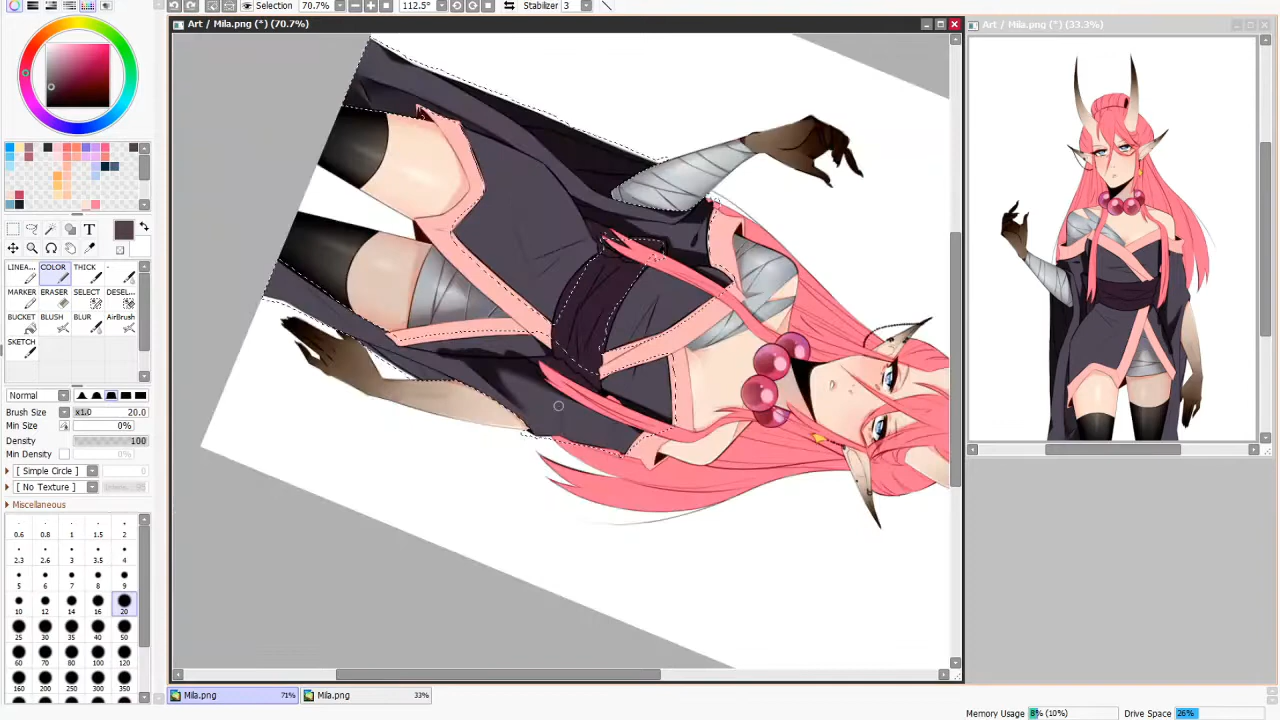 Selection 70.7% 112.5° Stabilizer 3
Art / Mila.png (*) (70.7%)
Art / Mila.png (*) (33.3%)
T
LINEA... COLOR THICK -
MARKER ERASER SELECT DESEL...
BUCKET BLUSH BLUR AirBrush
SKETCH
Normal
Brush Size x1.0 20.0
Min Size 0%
Density 100
Min Density 0%
[ Simple Circle ]
[ No Texture ]
Miscellaneous
0.6 0.8 1 1.5 2
2.3 2.6 3 3.5 4
5 6 7 8 9
10 12 14 16 20
25 30 35 40 50
60 70 80 100 120
160 200 250 300 350
Mila.png 71%
Mila.png 33%
Memory Usage 8% (10%)
Drive Space 26%